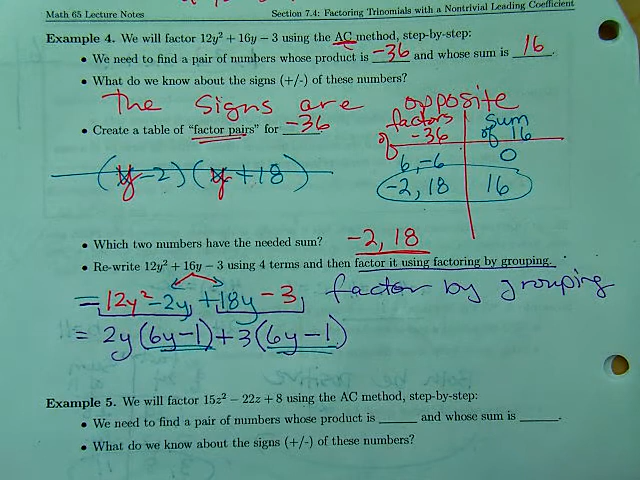 Math 65 Lecture Notes Section 7.4: Factoring Trinomials with a Nontrivial Leading Coefficient
Example 4. We will factor 12y² + 16y − 3 using the AC method, step-by-step:
• We need to find a pair of numbers whose product is -36 and whose sum is 16.
• What do we know about the signs (+/-) of these numbers?
The signs are opposite
• Create a table of "factor pairs" for -36
factors of -36 sum of 16
6, -6 0
(y-2)(y+18)
-2, 18 16
• Which two numbers have the needed sum? -2, 18
• Re-write 12y² + 16y − 3 using 4 terms and then factor it using factoring by grouping.
= 12y² - 2y + 18y - 3, factor by grouping
= 2y(6y-1)+3(6y-1)
Example 5. We will factor 15z² − 22z + 8 using the AC method, step-by-step:
• We need to find a pair of numbers whose product is ____ and whose sum is ____.
• What do we know about the signs (+/-) of these numbers?